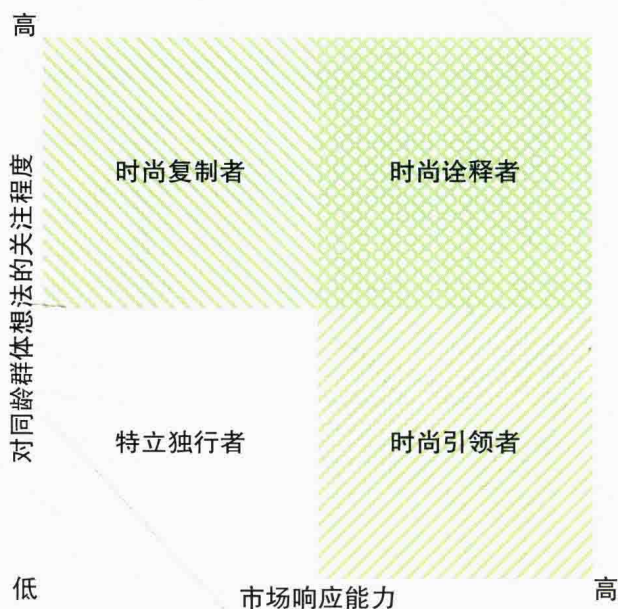 高
对同龄群体想法的关注程度
时尚复制者
时尚诠释者
特立独行者
时尚引领者
低
市场响应能力
高